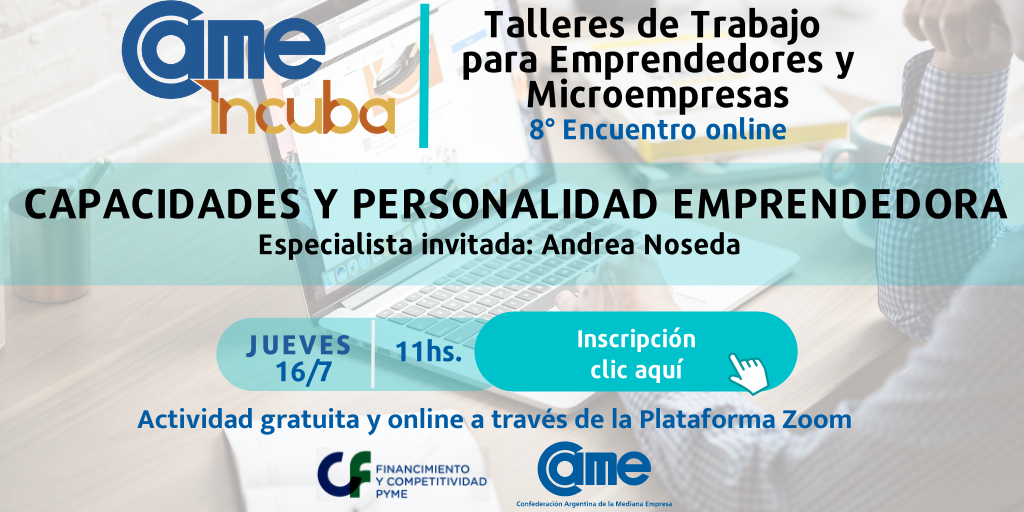 Came
incuba
Talleres de Trabajo
para Emprendedores y
Microempresas
8° Encuentro online
CAPACIDADES Y PERSONALIDAD EMPRENDEDORA
Especialista invitada: Andrea Noseda
JUEVES
16/7
11hs.
Inscripción
clic aquí
Actividad gratuita y online a través de la Plataforma Zoom
CF
FINANCIMIENTO
Y COMPETITIVIDAD
PYME
Came
Confederación Argentina de la Mediana Empresa